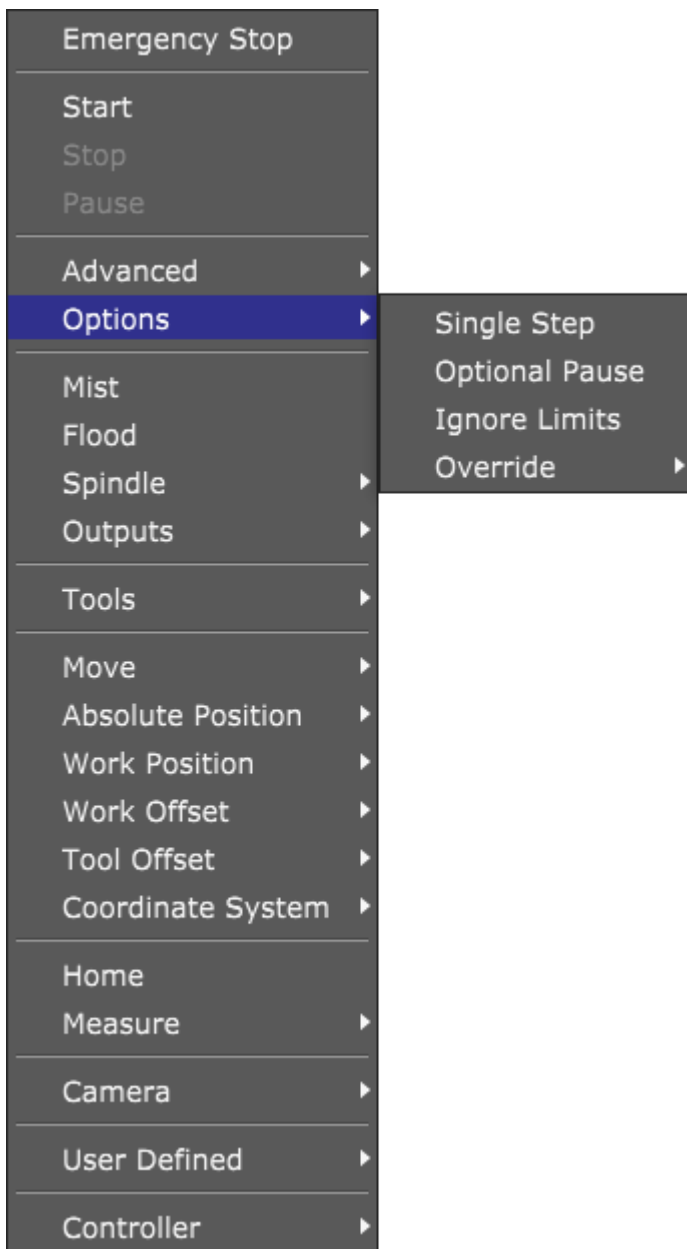 Emergency Stop
Start
Stop
Pause
Advanced
Options
Single Step
Optional Pause
Ignore Limits
Override
Mist
Flood
Spindle
Outputs
Tools
Move
Absolute Position
Work Position
Work Offset
Tool Offset
Coordinate System
Home
Measure
Camera
User Defined
Controller